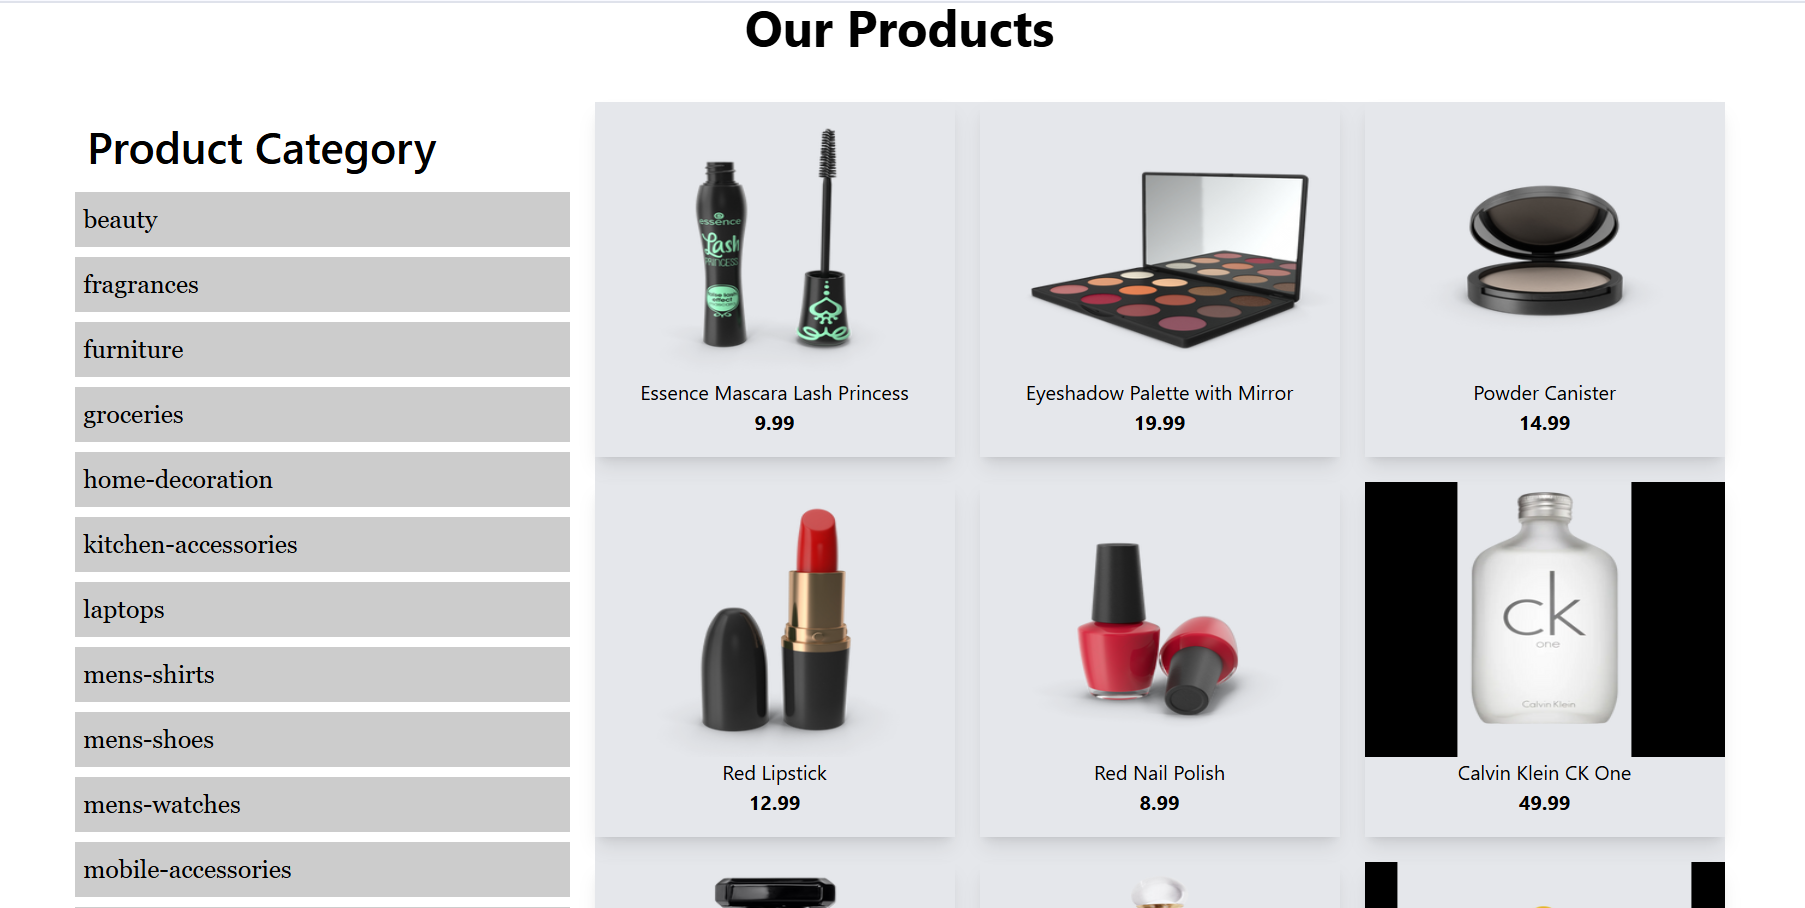 Our Products
Product Category
beauty
fragrances
furniture
groceries
home-decoration
kitchen-accessories
laptops
mens-shirts
mens-shoes
mens-watches
mobile-accessories
essence
Lash
PRINCESS
false lash
effect
Essence Mascara Lash Princess
9.99
Eyeshadow Palette with Mirror
19.99
Powder Canister
14.99
Red Lipstick
12.99
Red Nail Polish
8.99
ck
one
Calvin Klein
Calvin Klein CK One
49.99